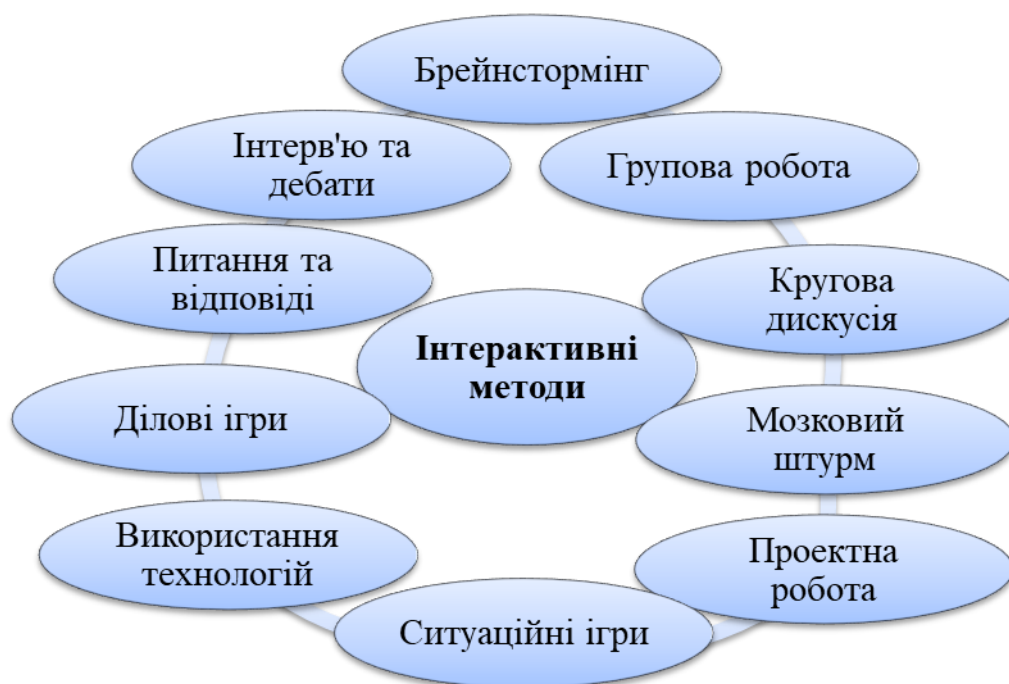 Брейнстормінг
Групова робота
Кругова
дискусія
Мозковий
штурм
Проектна
робота
Ситуаційні ігри
Використання
технологій
Ділові ігри
Питання та
відповіді
Інтерв'ю та
дебати
Інтерактивні
методи